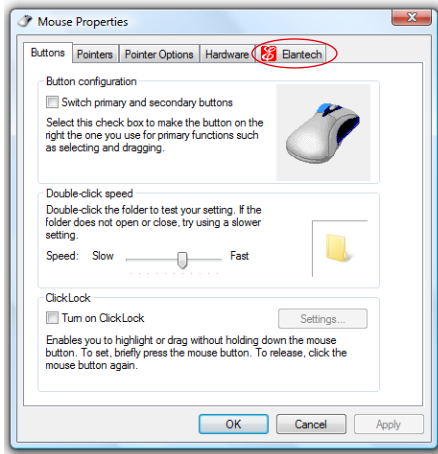 Mouse Properties
Buttons Pointers Pointer Options Hardware Elantech
Button configuration
Switch primary and secondary buttons
Select this check box to make the button on the
right the one you use for primary functions such
as selecting and dragging.
Double-click speed
Double-click the folder to test your setting. If the
folder does not open or close, try using a slower
setting.
Speed: Slow Fast
ClickLock
Turn on ClickLock
Settings...
Enables you to highlight or drag without holding down the mouse
button. To set, briefly press the mouse button. To release, click the
mouse button again.
OK Cancel Apply